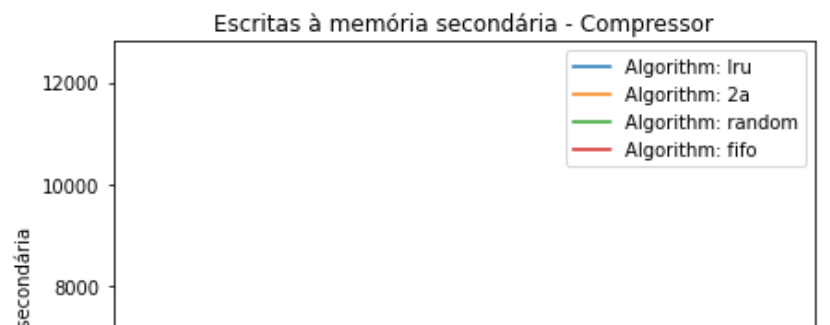 Escritas à memória secondária - Compressor
Algorithm: lru
Algorithm: 2a
Algorithm: random
Algorithm: fifo
12000
10000
8000
secondária